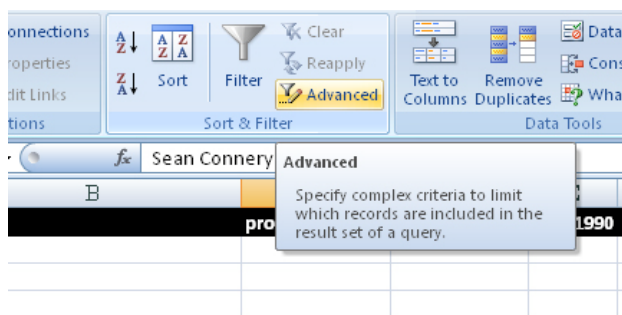 onnections
roperties
dit Links
tions
A
Z
Z
A
A Z
Z A
Sort
Filter
Clear
Reapply
Advanced
Sort & Filter
Text to
Columns
Remove
Duplicates
Data
Cons
Wha
Data Tools
fx
Sean Connery
Advanced
Specify complex criteria to limit
which records are included in the
result set of a query.
B
pro
1990